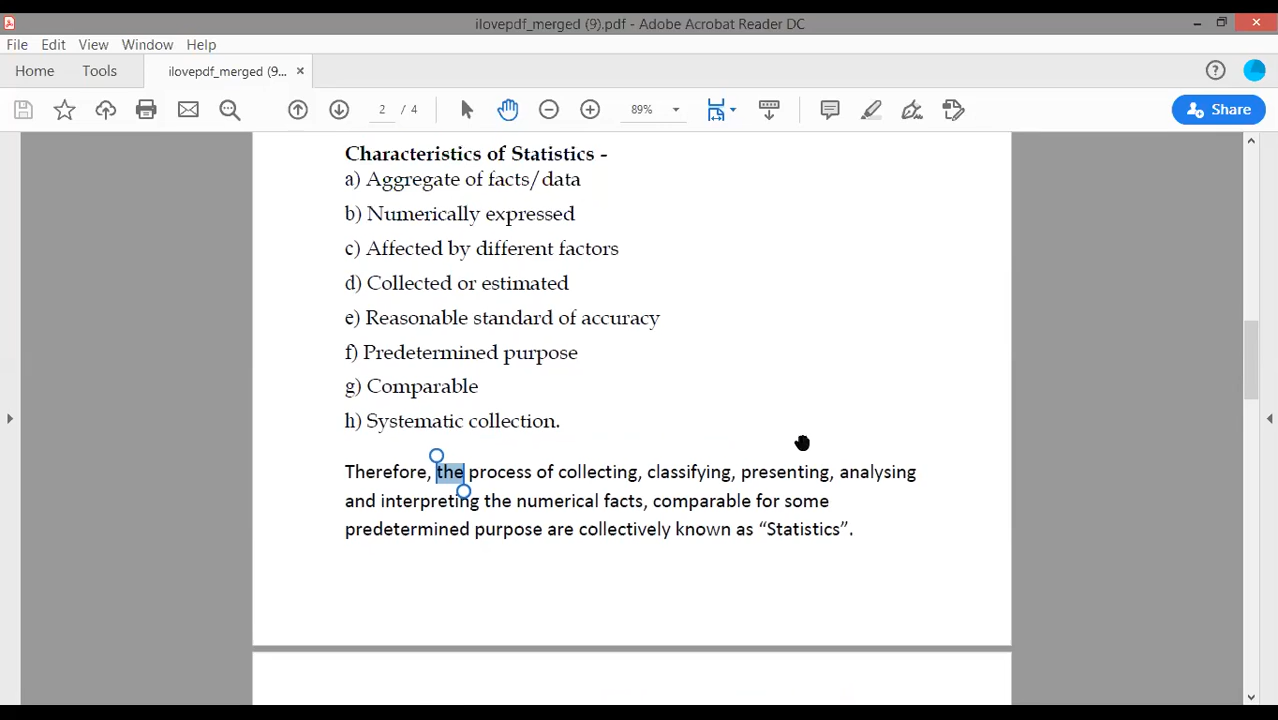 ilovepdf_merged (9).pdf - Adobe Acrobat Reader DC
File Edit View Window Help
Home Tools ilovepdf_merged (9... ×
2 / 4 89% Share
Characteristics of Statistics -
a) Aggregate of facts/data
b) Numerically expressed
c) Affected by different factors
d) Collected or estimated
e) Reasonable standard of accuracy
f) Predetermined purpose
g) Comparable
h) Systematic collection.
Therefore, the process of collecting, classifying, presenting, analysing
and interpreting the numerical facts, comparable for some
predetermined purpose are collectively known as “Statistics”.